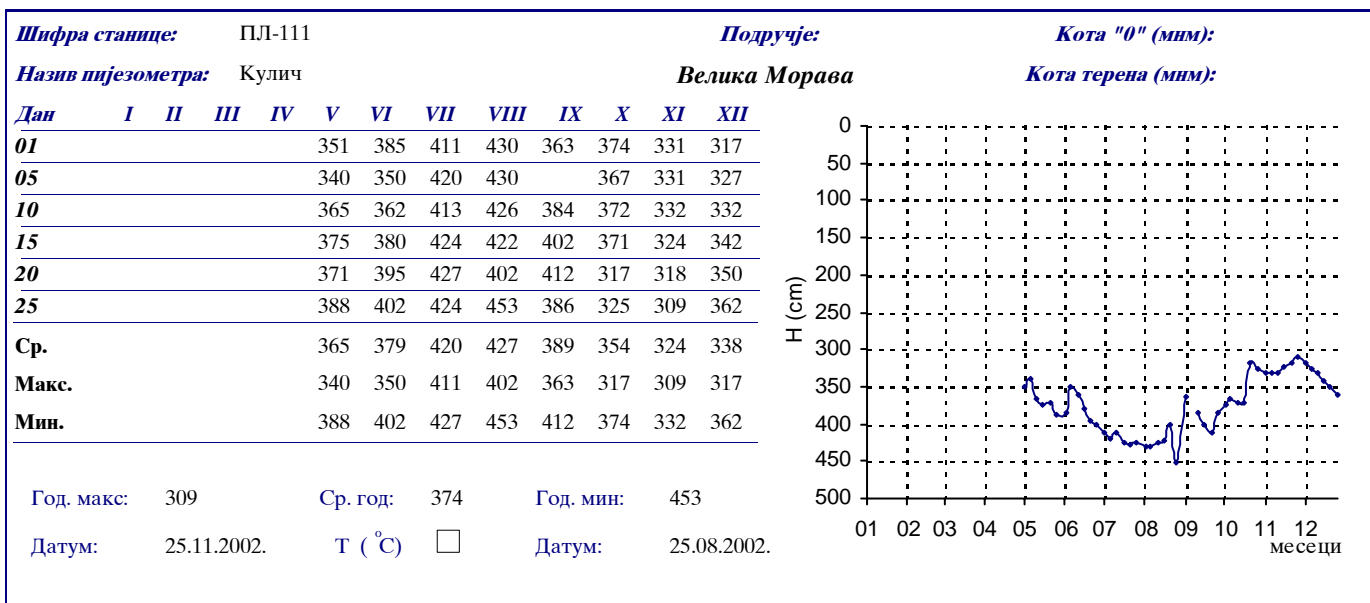 Шифра станице: ПЛ-111 Подручје: Кота "0" (мнм):
Назив пијезометра: Кулич Велика Морава Кота терена (мнм):
Дан I II III IV V VI VII VIII IX X XI XII
01 351 385 411 430 363 374 331 317
05 340 350 420 430 367 331 327
10 365 362 413 426 384 372 332 332
15 375 380 424 422 402 371 324 342
20 371 395 427 402 412 317 318 350
25 388 402 424 453 386 325 309 362
Ср. 365 379 420 427 389 354 324 338
Макс. 340 350 411 402 363 317 309 317
Мин. 388 402 427 453 412 374 332 362
Год. макс: 309 Ср. год: 374 Год. мин: 453
Датум: 25.11.2002. Т ( °C) Датум: 25.08.2002.
H (cm)
0
50
100
150
200
250
300
350
400
450
500
01 02 03 04 05 06 07 08 09 10 11 12
месеци